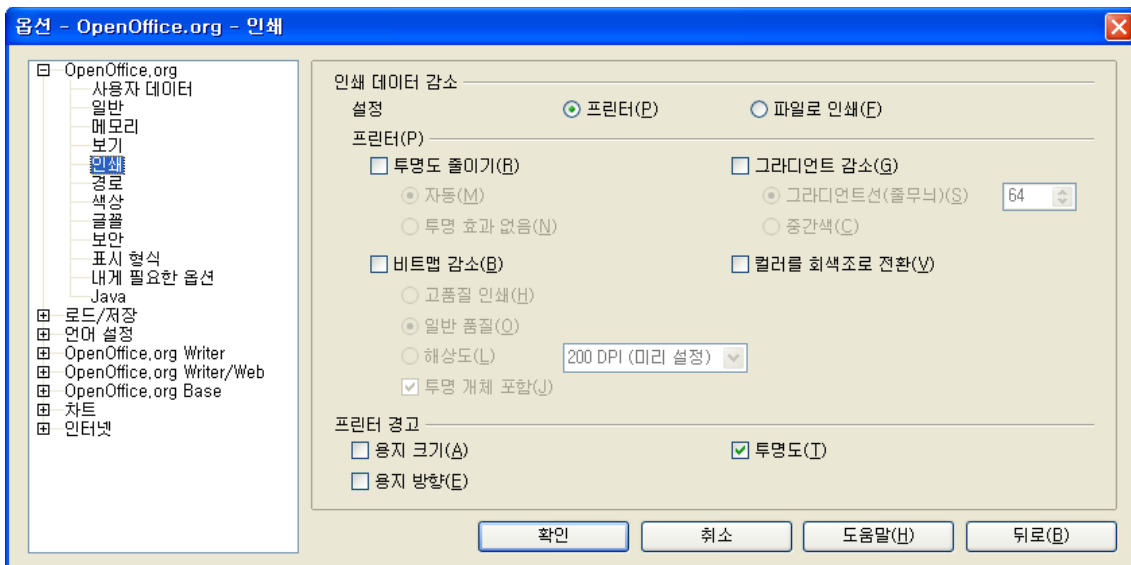 옵션 - OpenOffice.org - 인쇄
OpenOffice.org
사용자 데이터
일반
메모리
보기
인쇄
경로
색상
글꼴
보안
표시 형식
내게 필요한 옵션
Java
로드/저장
언어 설정
OpenOffice.org Writer
OpenOffice.org Writer/Web
OpenOffice.org Base
차트
인터넷
인쇄 데이터 감소
설정 프린터(P) 파일로 인쇄(F)
프린터(P)
투명도 줄이기(R) 그라디언트 감소(G)
자동(M) 그라디언트선(줄무늬)(S) 64
투명 효과 없음(N) 중간색(C)
비트맵 감소(B) 컬러를 회색조로 전환(V)
고품질 인쇄(H)
일반 품질(O)
해상도(L) 200 DPI (미리 설정)
투명 개체 포함(J)
프린터 경고
용지 크기(A) 투명도(T)
용지 방향(E)
확인 취소 도움말(H) 뒤로(B)